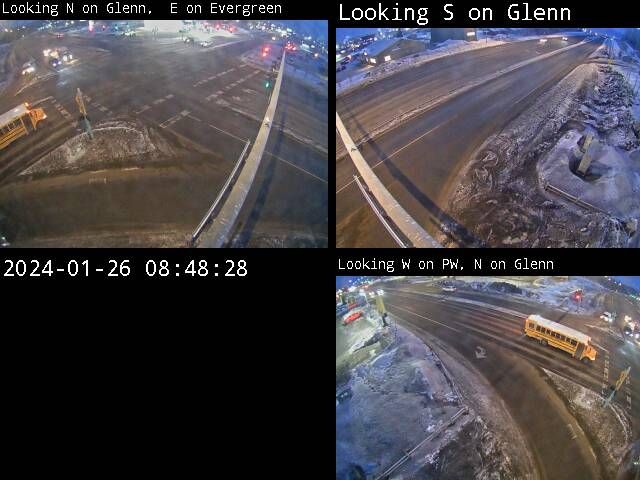 Looking N on Glenn, E on Evergreen
Looking S on Glenn
2024-01-26 08:48:28
Looking W on PW, N on Glenn